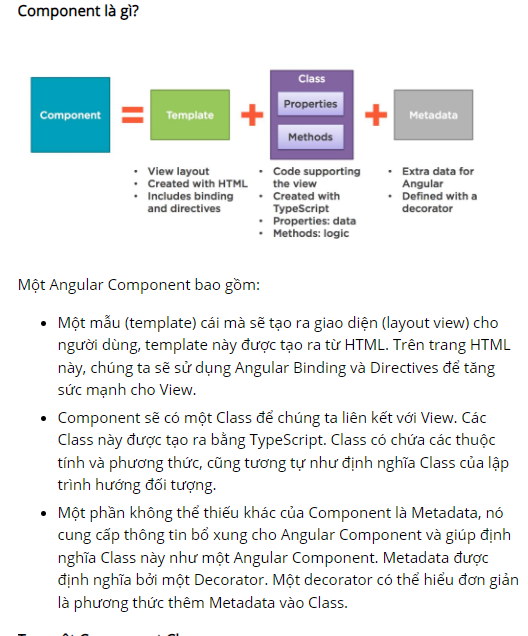 Component là gì?
Component
Template
Class
Properties
Methods
Metadata
• View layout
• Created with HTML
• Includes binding
and directives
• Code supporting
the view
• Created with
TypeScript
• Properties: data
• Methods: logic
• Extra data for
Angular
• Defined with a
decorator
Một Angular Component bao gồm:
• Một mẫu (template) cái mà sẽ tạo ra giao diện (layout view) cho
người dùng, template này được tạo ra từ HTML. Trên trang HTML
này, chúng ta sẽ sử dụng Angular Binding và Directives để tăng
sức mạnh cho View.
• Component sẽ có một Class để chúng ta liên kết với View. Các
Class này được tạo ra bằng TypeScript. Class có chứa các thuộc
tính và phương thức, cũng tương tự như định nghĩa Class của lập
trình hướng đối tượng.
• Một phần không thể thiếu khác của Component là Metadata, nó
cung cấp thông tin bổ xung cho Angular Component và giúp định
nghĩa Class này như một Angular Component. Metadata được
định nghĩa bởi một Decorator. Một decorator có thể hiểu đơn giản
là phương thức thêm Metadata vào Class.